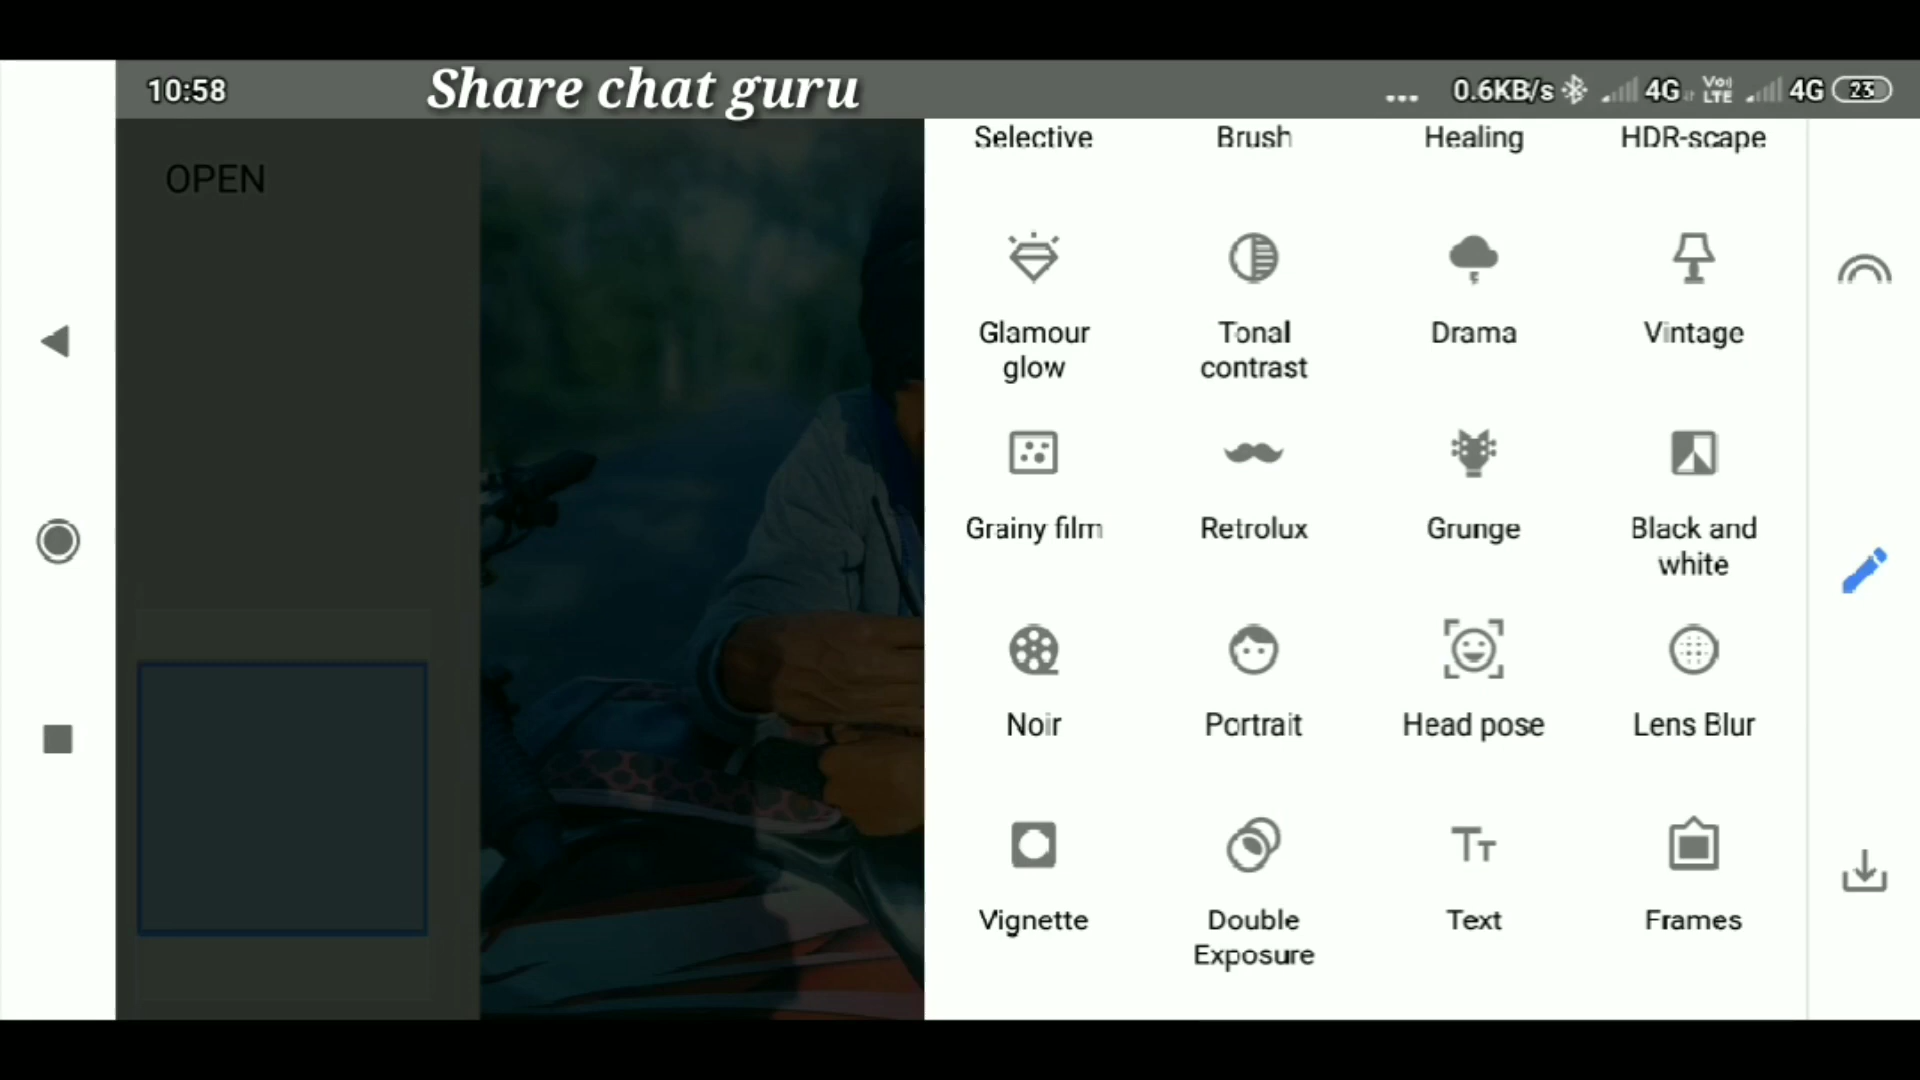 10:58
Share chat guru
... 0.6KB/s 4G Vo) LTE 4G 23
OPEN
Selective Brush Healing HDR-scape
Glamour glow
Tonal contrast
Drama
Vintage
Grainy film
Retrolux
Grunge
Black and white
Noir
Portrait
Head pose
Lens Blur
Vignette
Double Exposure
Text
Frames